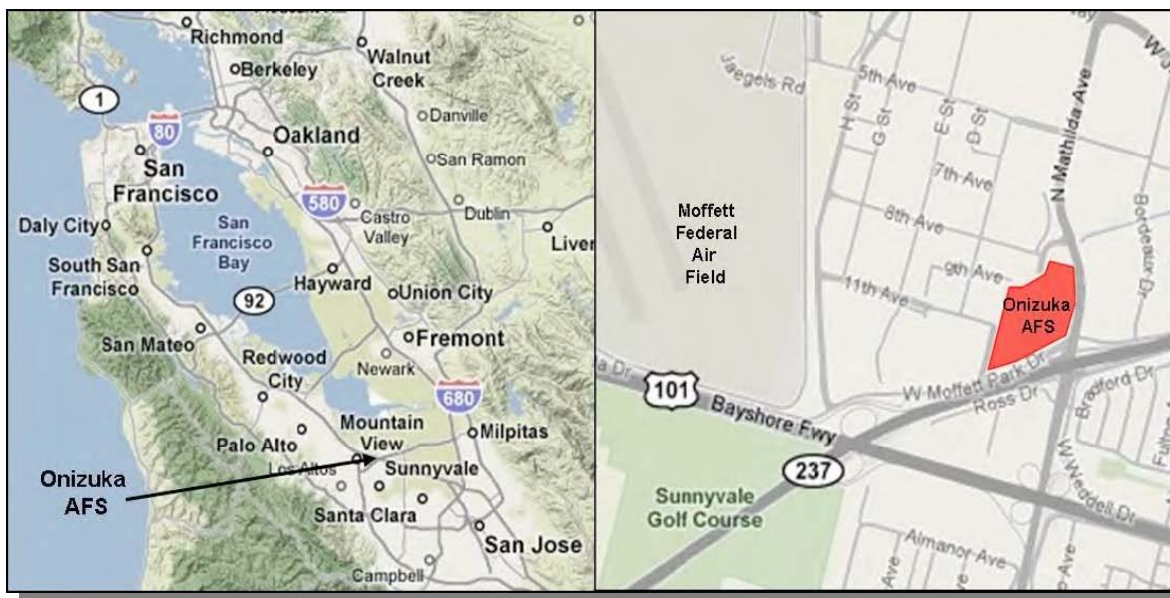 Richmond
Berkeley
Walnut
Creek
1
80
Danville
Oakland
San
Francisco
San Ramon
580
Castro
Valley
Dublin
Daly City
San
Francisco
Bay
Liver
South San
Francisco
Hayward
92
Union City
San Mateo
Fremont
Redwood
City
Newark
680
Mountain
View
Milpitas
Palo Alto
Los Altos
Sunnyvale
Onizuka
AFS
Santa Clara
San Jose
Campbell
Jaegels Rd
5th Ave
H St
G St
E St
D St
N Mathilda Ave
7th Ave
Moffett
Federal
Air
Field
8th Ave
Bordeaux Dr
9th Ave
11th Ave
Onizuka
AFS
101
Bayshore Fwy
W Moffett Park Dr
Ross Dr
Bradford Dr
237
W Weddell Dr
Sunnyvale
Golf Course
Almanor Ave